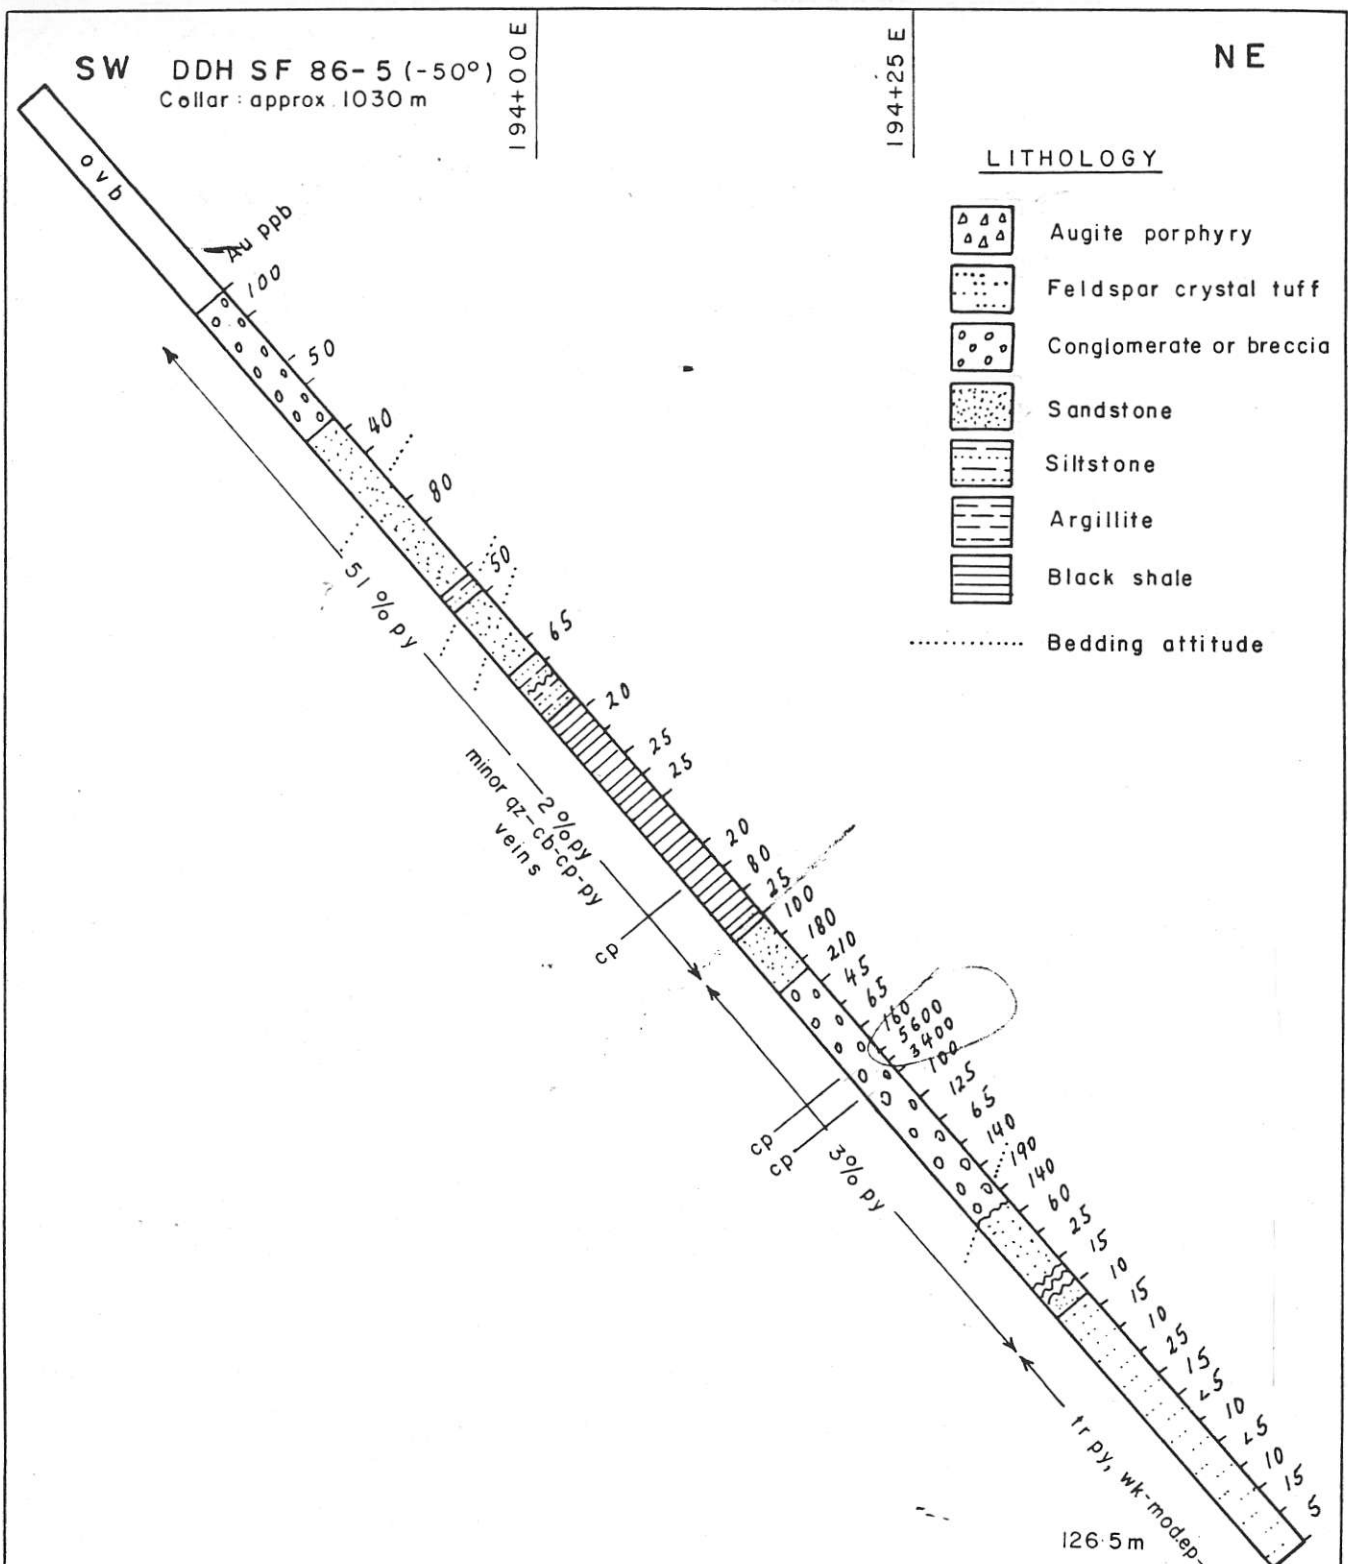 SW DDH SF 86-5 (-50°)
Collar: approx. 1030 m
194+00 E
194+25 E
NE
LITHOLOGY
Augite porphyry
Feldspar crystal tuff
Conglomerate or breccia
Sandstone
Siltstone
Argillite
Black shale
Bedding attitude
ovb
Au ppb
100
50
40
80
50
65
20
25
25
20
80
25
100
180
210
45
65
160
5600
3400
100
125
65
140
190
140
60
25
15
10
15
10
25
15
<5
10
<5
10
15
5
51 % py
2 % py
minor qz-cb-cp-py
veins
cp
cp
cp
3% py
tr py, wk-mod.ep-
126.5 m